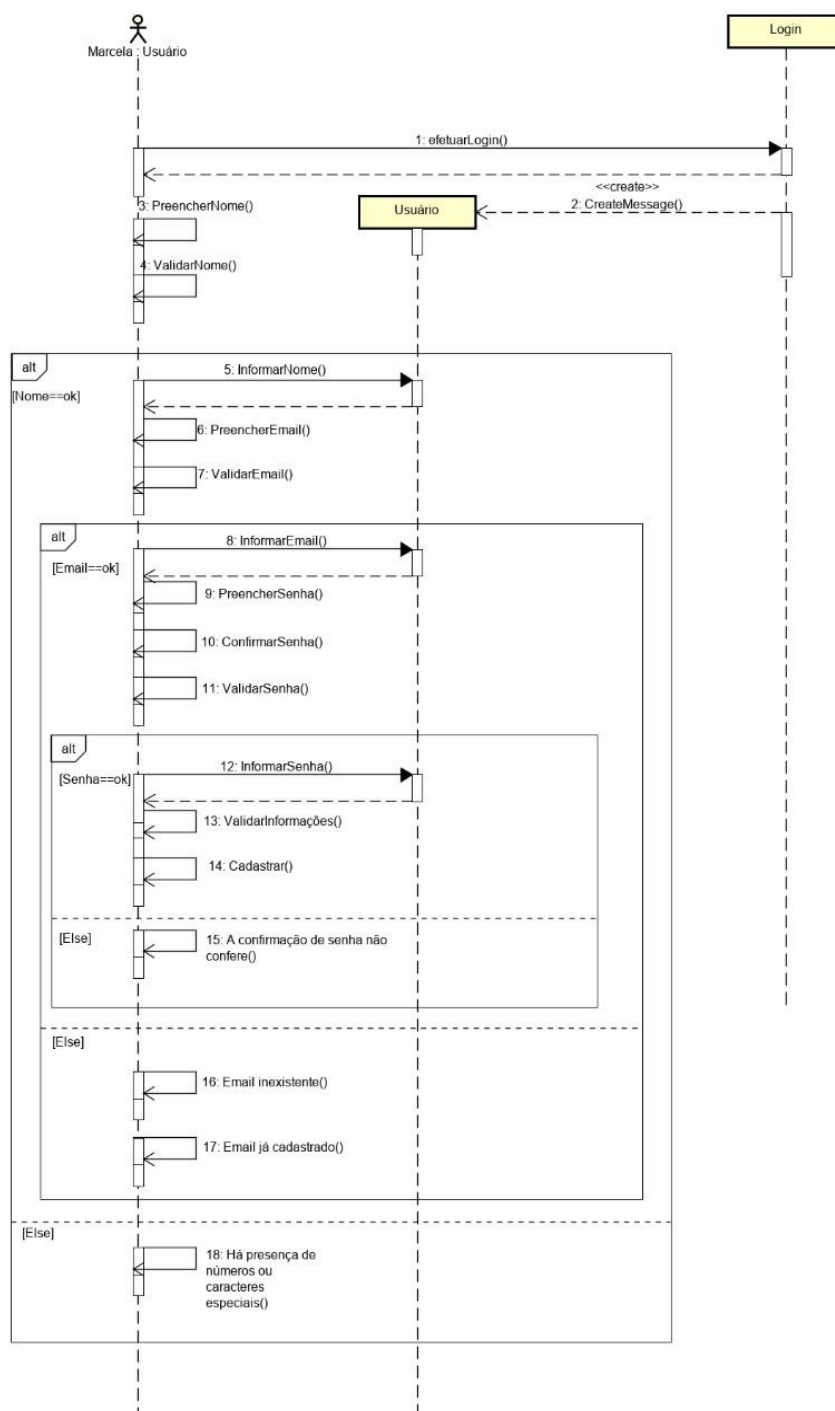 Marcela : Usuário
Login
1: efetuarLogin()
<<create>>
2: CreateMessage()
Usuário
3: PreencherNome()
4: ValidarNome()
alt
[Nome==ok]
5: InformarNome()
6: PreencherEmail()
7: ValidarEmail()
alt
[Email==ok]
8: InformarEmail()
9: PreencherSenha()
10: ConfirmarSenha()
11: ValidarSenha()
alt
[Senha==ok]
12: InformarSenha()
13: ValidarInformações()
14: Cadastrar()
[Else]
15: A confirmação de senha não
confere()
[Else]
16: Email inexistente()
17: Email já cadastrado()
[Else]
18: Há presença de
números ou
caracteres
especiais()